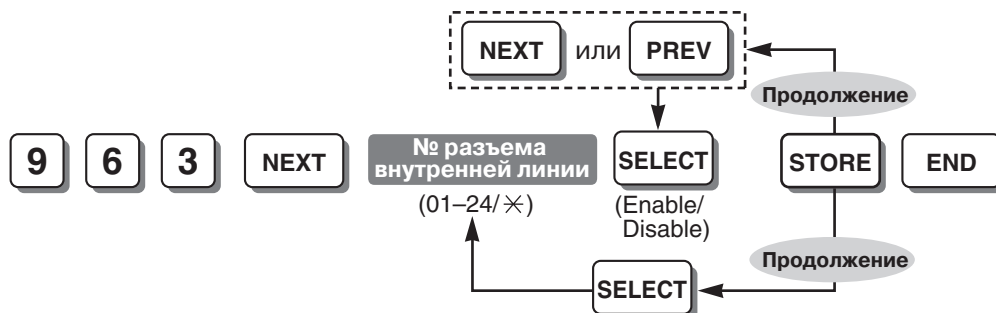 NEXT или PREV
Продолжение
9 6 3 NEXT
№ разъема
внутренней линии
(01–24/✳)
SELECT
(Enable/
Disable)
STORE
END
Продолжение
SELECT